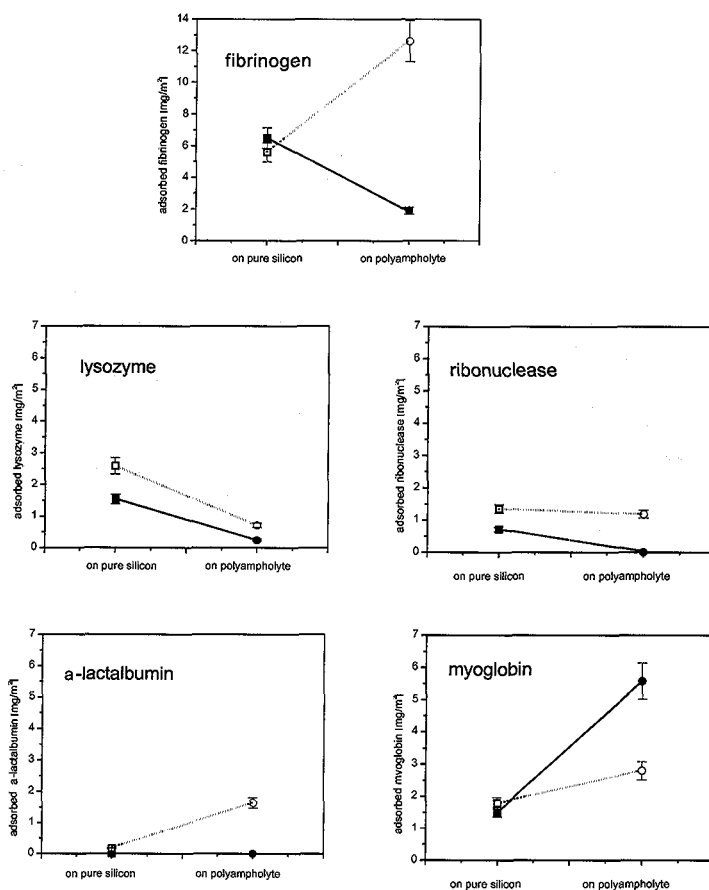 fibrinogen
adsorbed fibrinogen [mg/m²]
14
12
10
8
6
4
2
0
on pure silicon
on polyampholyte
lysozyme
adsorbed lysozyme [mg/m²]
7
6
5
4
3
2
1
0
on pure silicon
on polyampholyte
ribonuclease
adsorbed ribonuclease [mg/m²]
7
6
5
4
3
2
1
0
on pure silicon
on polyampholyte
a-lactalbumin
adsorbed a-lactalbumin [mg/m²]
7
6
5
4
3
2
1
0
on pure silicon
on polyampholyte
myoglobin
adsorbed myoglobin [mg/m²]
7
6
5
4
3
2
1
0
on pure silicon
on polyampholyte